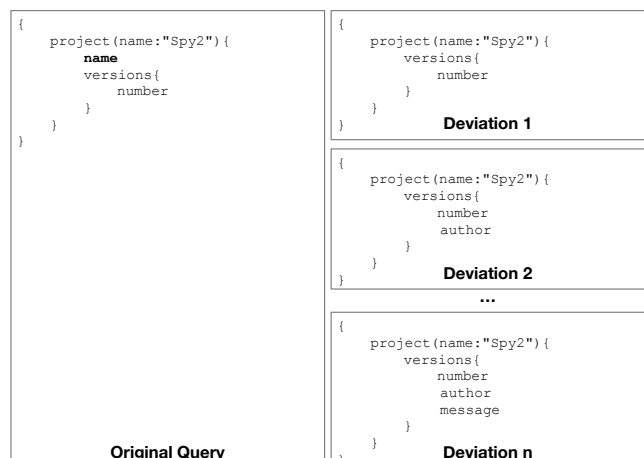 {
    project(name:"Spy2"){
        name
        versions{
            number
        }
    }
}
Original Query
{
    project(name:"Spy2"){
        versions{
            number
        }
    }
}
Deviation 1
{
    project(name:"Spy2"){
        versions{
            number
            author
        }
    }
}
Deviation 2
...
{
    project(name:"Spy2"){
        versions{
            number
            author
            message
        }
    }
}
Deviation n